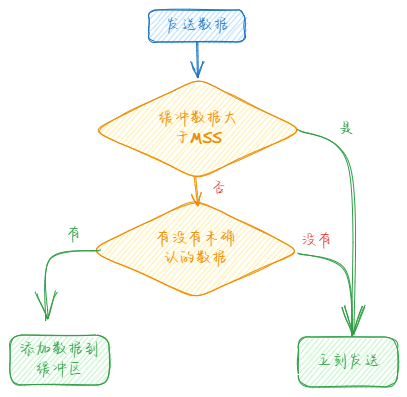 发送数据
缓冲数据大
于MSS
是
否
有没有未确
认的数据
有
没有
添加数据到
缓冲区
立刻发送